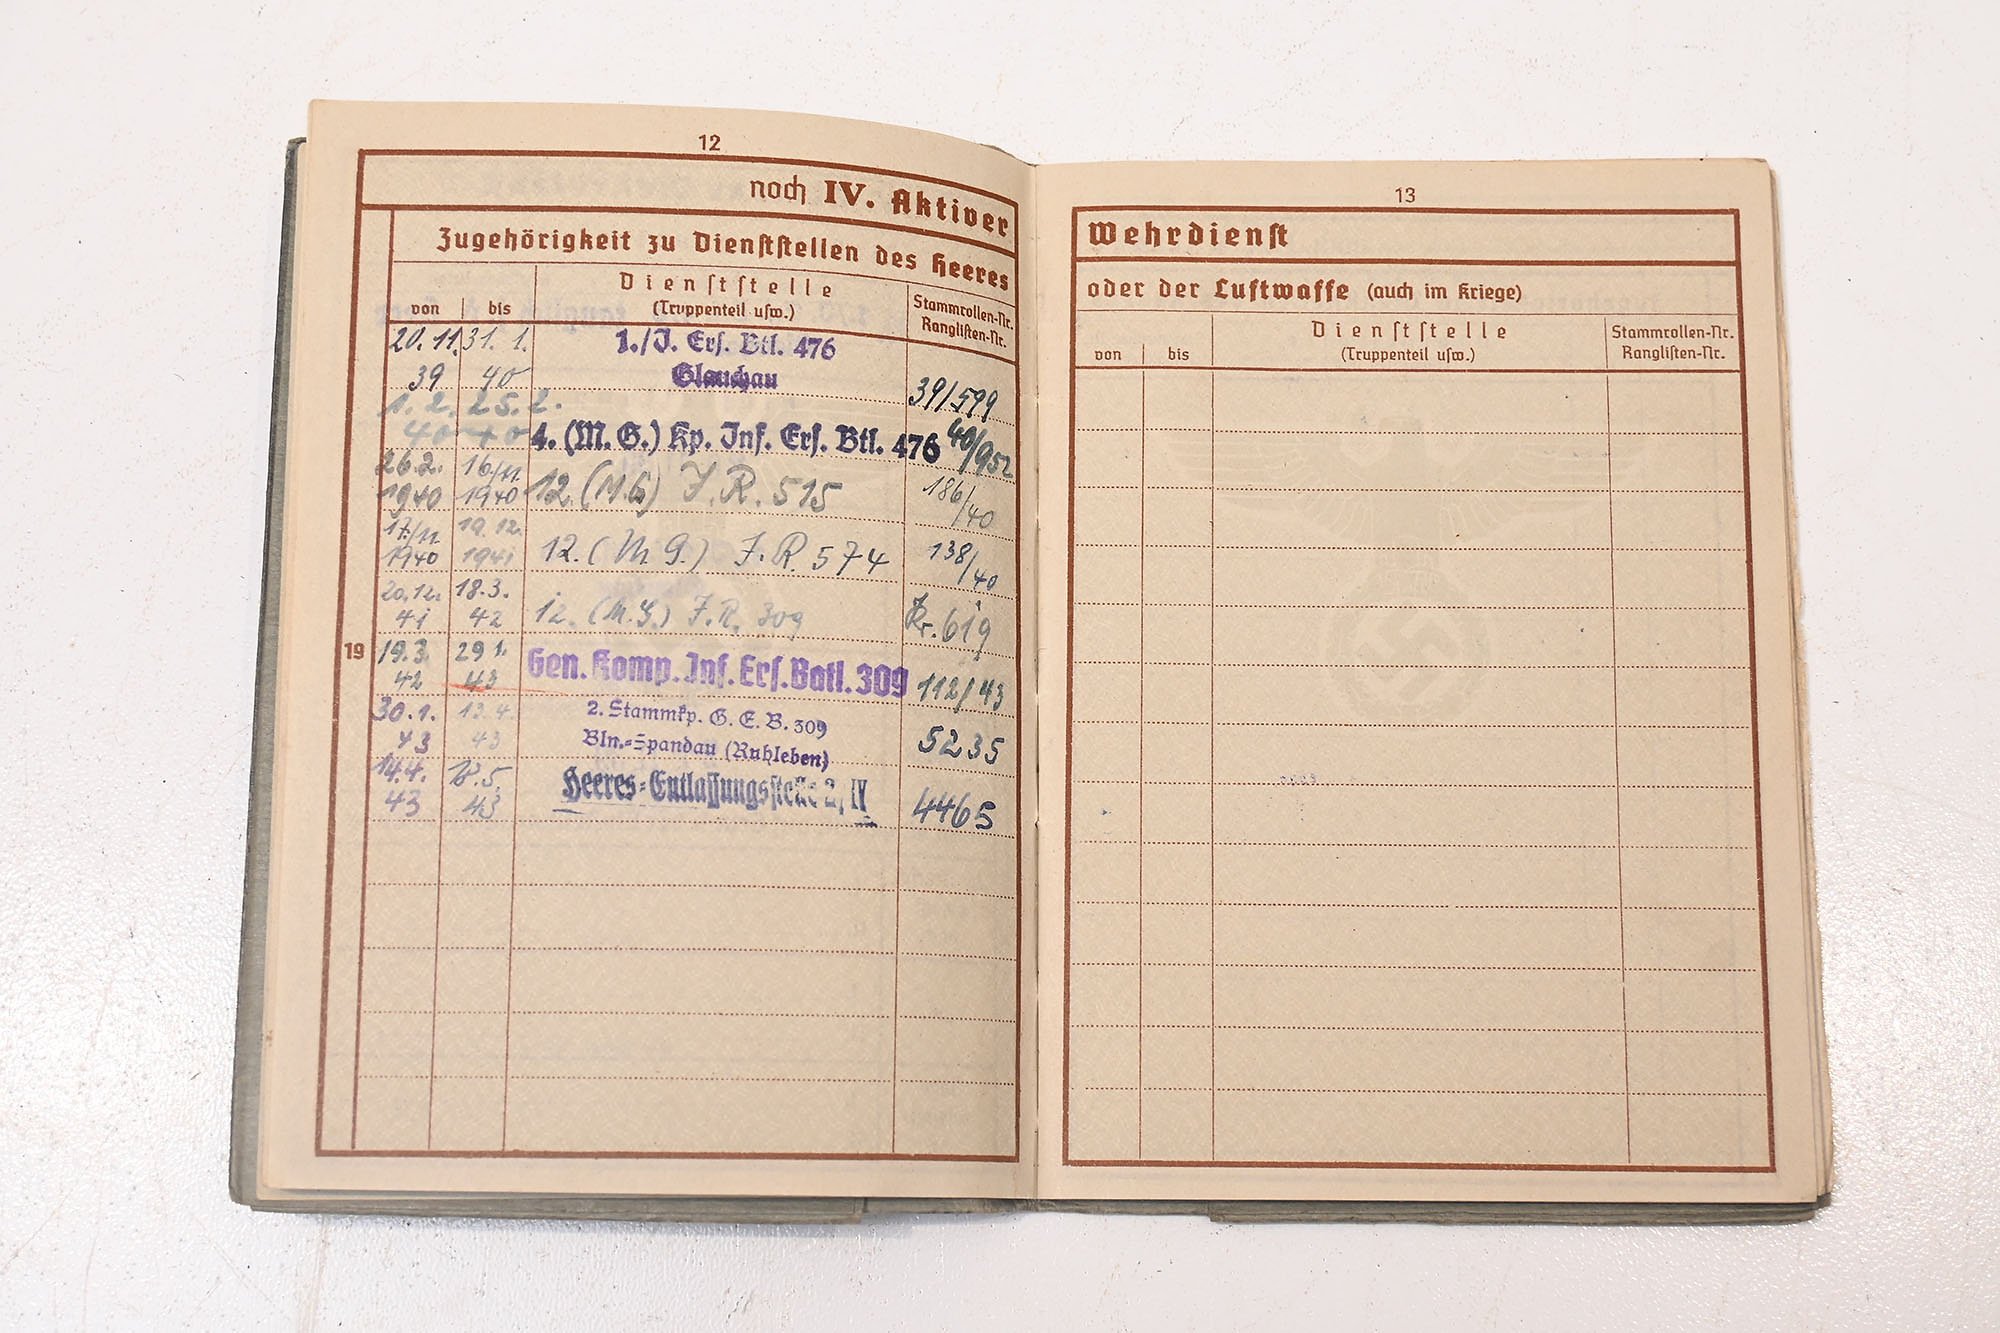 12
noch IV. Aktiver
Zugehörigkeit zu Dienststellen des Heeres
von bis Dienststelle (Truppenteil usw.) Stammrollen-Nr. Ranglisten-Nr.
20.11. 31. 1. 1./J. Ers. Btl. 476
39 40 Glauchau 39/599
1. 2. 25. 2.
40 40 4. (M. G.) Kp. Inf. Ers. Btl. 476 40/952
26.2. 16/11.
1940 1940 12. (M.G) J. R. 515 186/40
17/11. 19. 12.
1940 1941 12. (M. G.) J. R. 574 138/40
20.12. 18.3.
41 42 12. (M. G.) J. R. 309 Kr. 619
19
19.3. 29 1. Gen. Komp. Inf. Ers. Batl. 309
42 43 112/43
30.1. 13.4. 2. Stammkp. G. E. B. 309
43 43 Bln.-Spandau (Ruhleben) 5235
14.4. 5. Heeres-Entlassungsstelle 2/IV
43 43 4465
13
Wehrdienst
oder der Luftwaffe (auch im Kriege)
von bis Dienststelle (Truppenteil usw.) Stammrollen-Nr. Ranglisten-Nr.